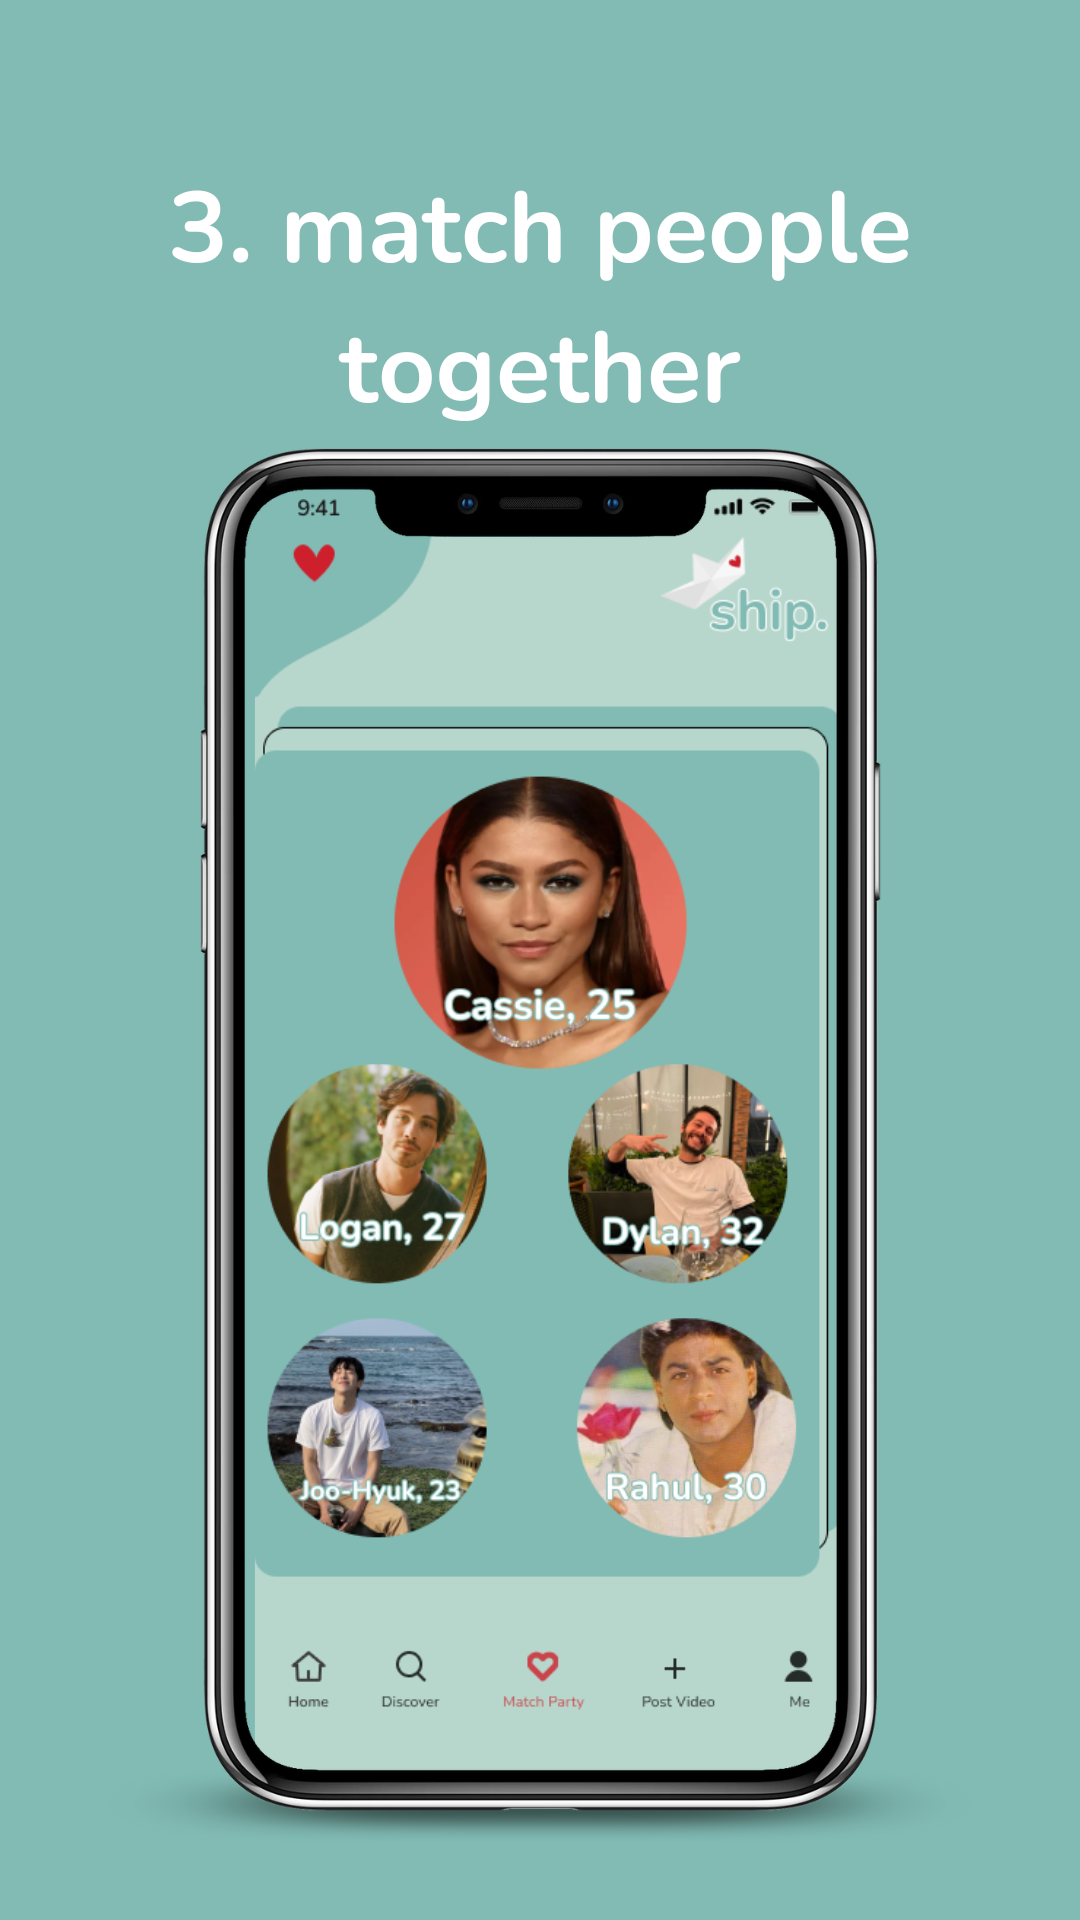 3. match people
together
9:41
ship.
Cassie, 25
Logan, 27
Dylan, 32
Joo-Hyuk, 23
Rahul, 30
Home
Discover
Match Party
Post Video
Me